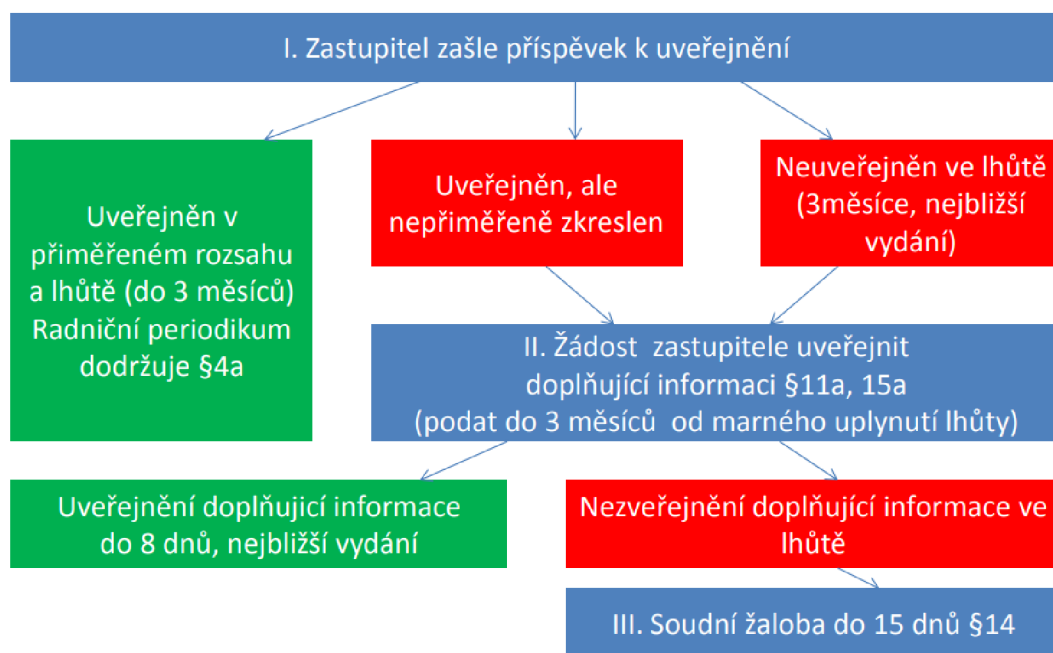 I. Zastupitel zašle příspěvek k uveřejnění
Uveřejněn v
přiměřeném rozsahu
a lhůtě (do 3 měsíců)
Radniční periodikum
dodržuje §4a
Uveřejněn, ale
nepřiměřeně zkreslen
Neuveřejněn ve lhůtě
(3měsíce, nejbližší
vydání)
II. Žádost zastupitele uveřejnit
doplňující informaci §11a, 15a
(podat do 3 měsíců od marného uplynutí lhůty)
Uveřejnění doplňujicí informace
do 8 dnů, nejbližší vydání
Nezveřejnění doplňující informace ve
lhůtě
III. Soudní žaloba do 15 dnů §14